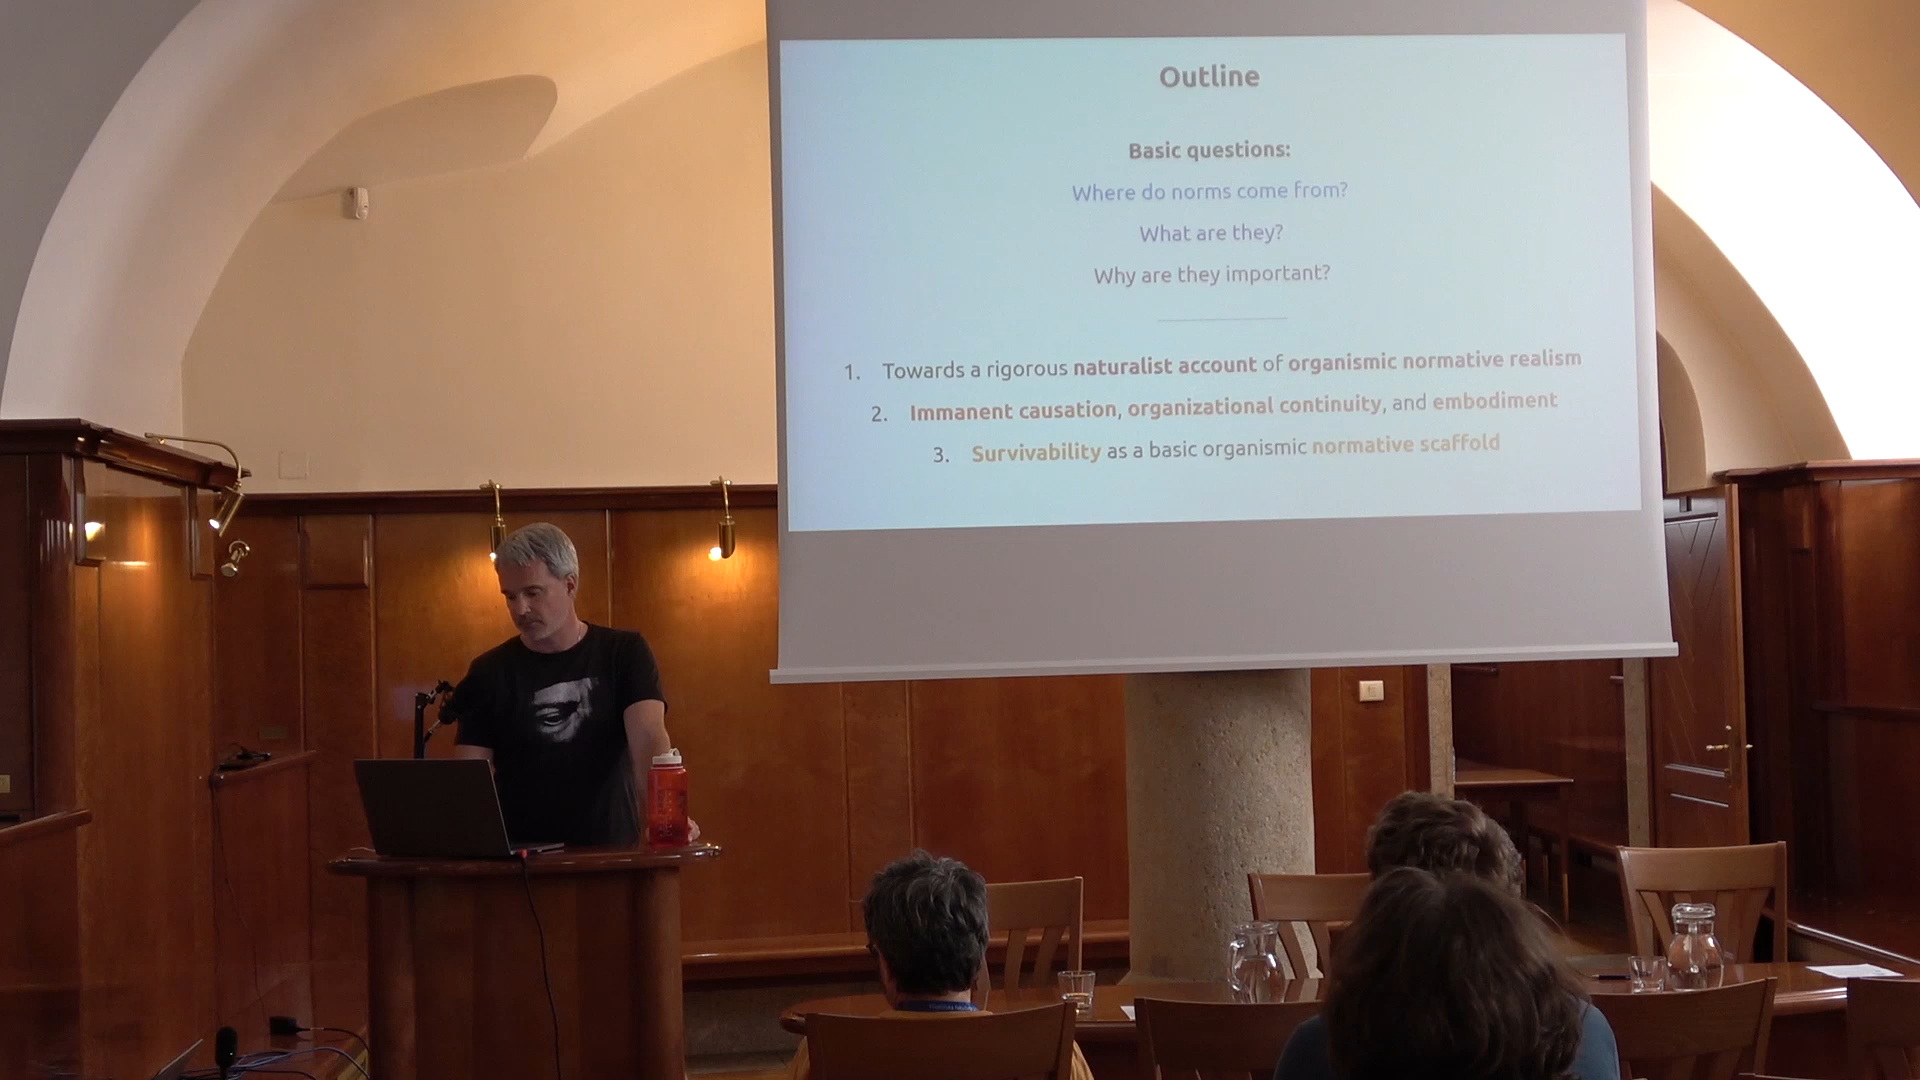 Outline
Basic questions:
Where do norms come from?
What are they?
Why are they important?
1. Towards a rigorous naturalist account of organismic normative realism
2. Immanent causation, organizational continuity, and embodiment
3. Survivability as a basic organismic normative scaffold